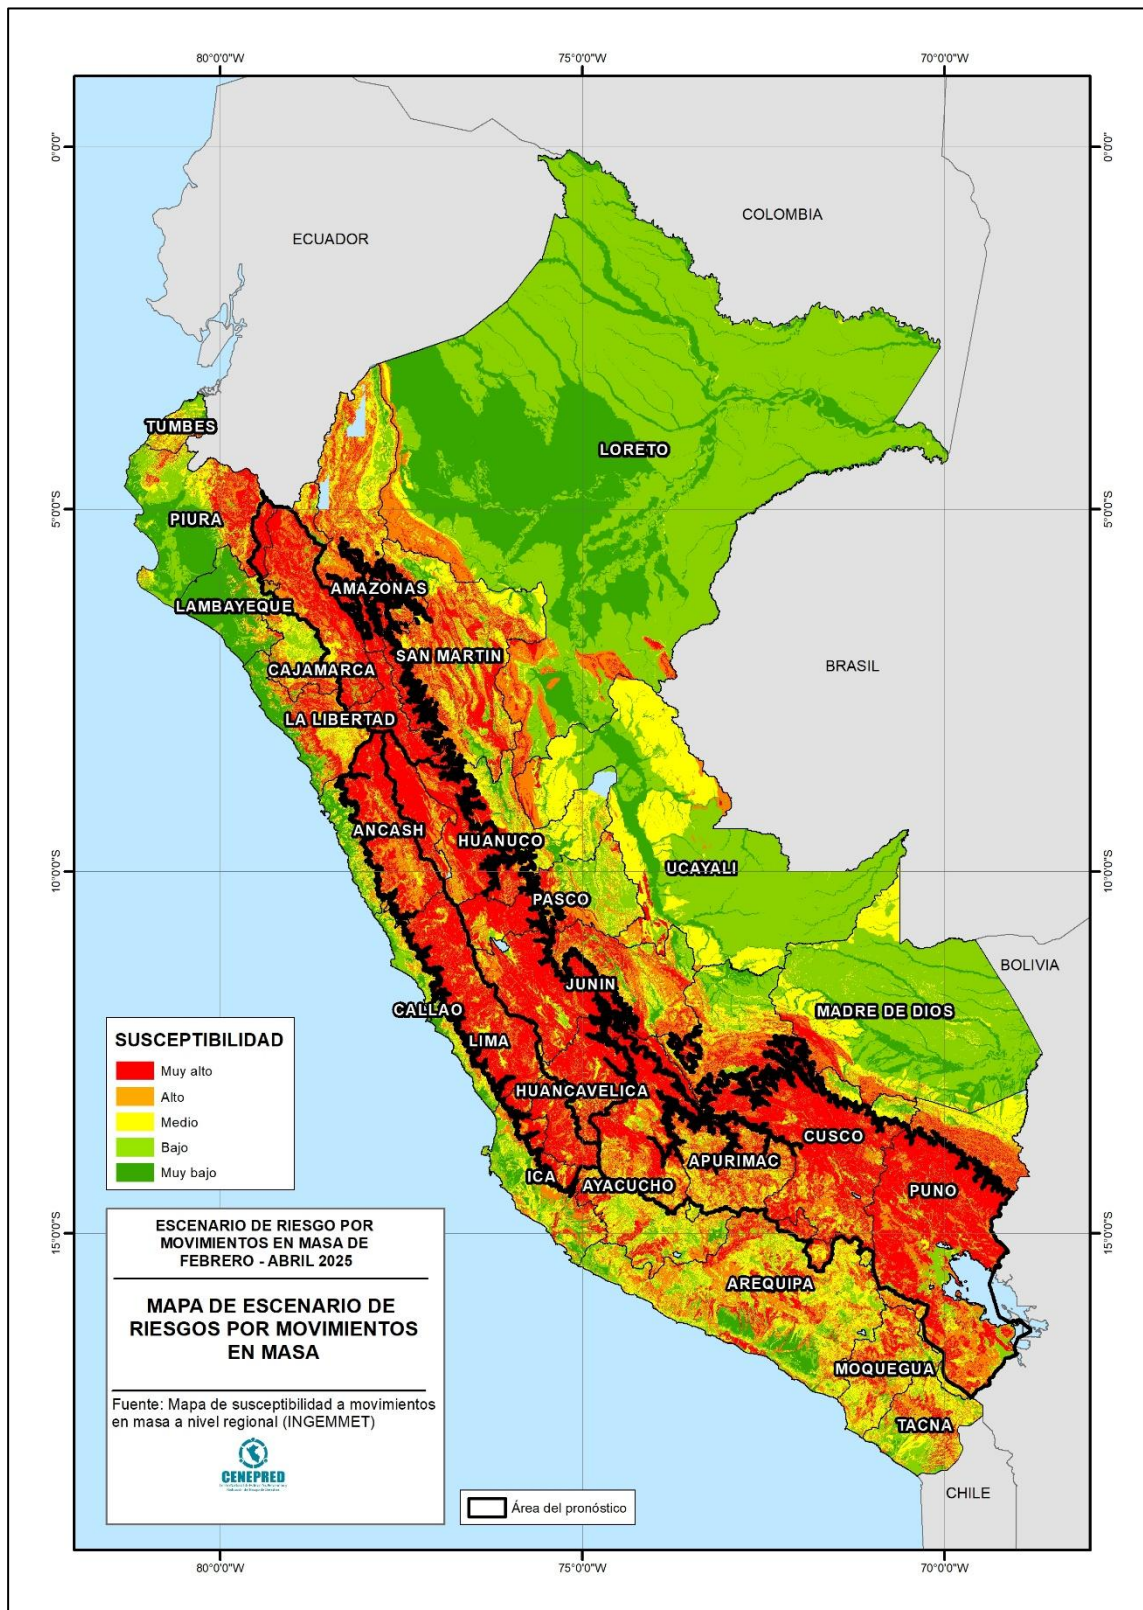 80°0'0"W
75°0'0"W
70°0'0"W
0°0'0"
0°0'0"
COLOMBIA
ECUADOR
TUMBES
LORETO
5°0'0"S
PIURA
5°0'0"S
AMAZONAS
LAMBAYEQUE
SAN MARTIN
BRASIL
CAJAMARCA
LA LIBERTAD
ANCASH
HUANUCO
UCAYALI
10°0'0"S
10°0'0"S
PASCO
BOLIVIA
JUNIN
CALLAO
MADRE DE DIOS
LIMA
HUANCAVELICA
CUSCO
APURIMAC
ICA
AYACUCHO
PUNO
15°0'0"S
15°0'0"S
AREQUIPA
MOQUEGUA
TACNA
CHILE
SUSCEPTIBILIDAD
Muy alto
Alto
Medio
Bajo
Muy bajo
ESCENARIO DE RIESGO POR
MOVIMIENTOS EN MASA DE
FEBRERO - ABRIL 2025
MAPA DE ESCENARIO DE
RIESGOS POR MOVIMIENTOS
EN MASA
Fuente: Mapa de susceptibilidad a movimientos
en masa a nivel regional (INGEMMET)
CENEPRED
Área del pronóstico
80°0'0"W
75°0'0"W
70°0'0"W